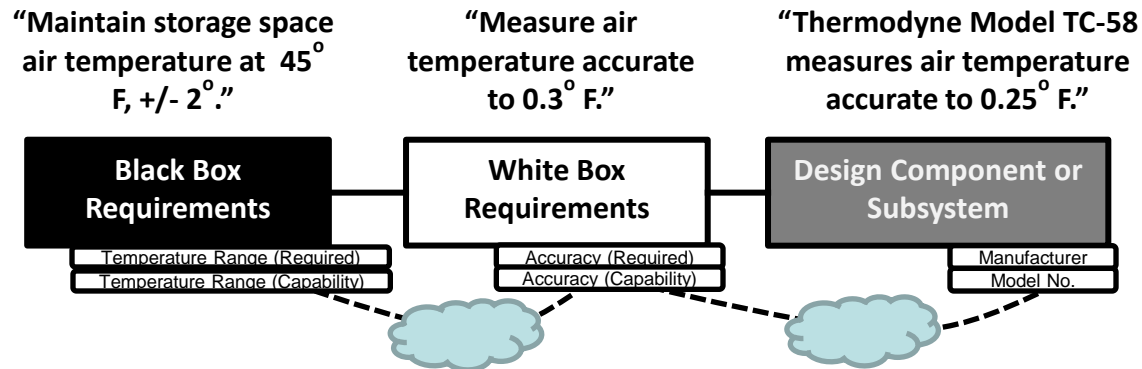 “Maintain storage space
air temperature at 45°
F, +/- 2°.”
“Measure air
temperature accurate
to 0.3° F.”
“Thermodyne Model TC-58
measures air temperature
accurate to 0.25° F.”
Black Box
Requirements
White Box
Requirements
Design Component or
Subsystem
Temperature Range (Required)
Temperature Range (Capability)
Accuracy (Required)
Accuracy (Capability)
Manufacturer
Model No.